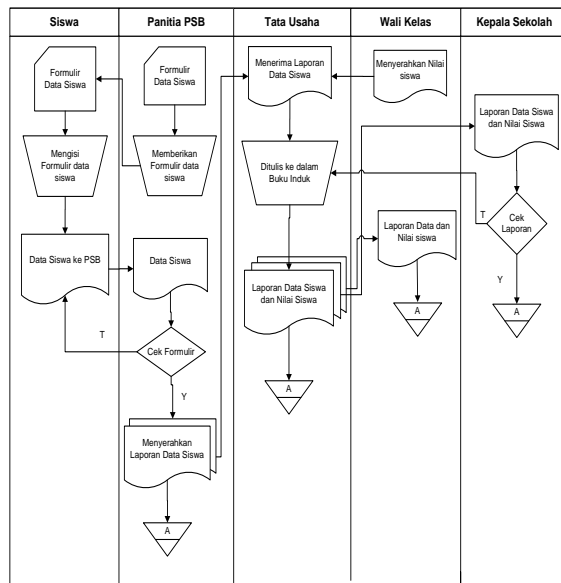 Siswa
Panitia PSB
Tata Usaha
Wali Kelas
Kepala Sekolah
Formulir
Data Siswa
Formulir
Data Siswa
Menerima Laporan
Data Siswa
Menyerahkan Nilai
siswa
Laporan Data Siswa
dan Nilai Siswa
Mengisi
Formulir data
siswa
Memberikan
Formulir data
siswa
Ditulis ke dalam
Buku Induk
T
Cek
Laporan
Y
Laporan Data dan
Nilai siswa
A
A
Data Siswa ke PSB
Data Siswa
Laporan Data Siswa
dan Nilai Siswa
T
Cek Formulir
Y
A
Menyerahkan
Laporan Data Siswa
A